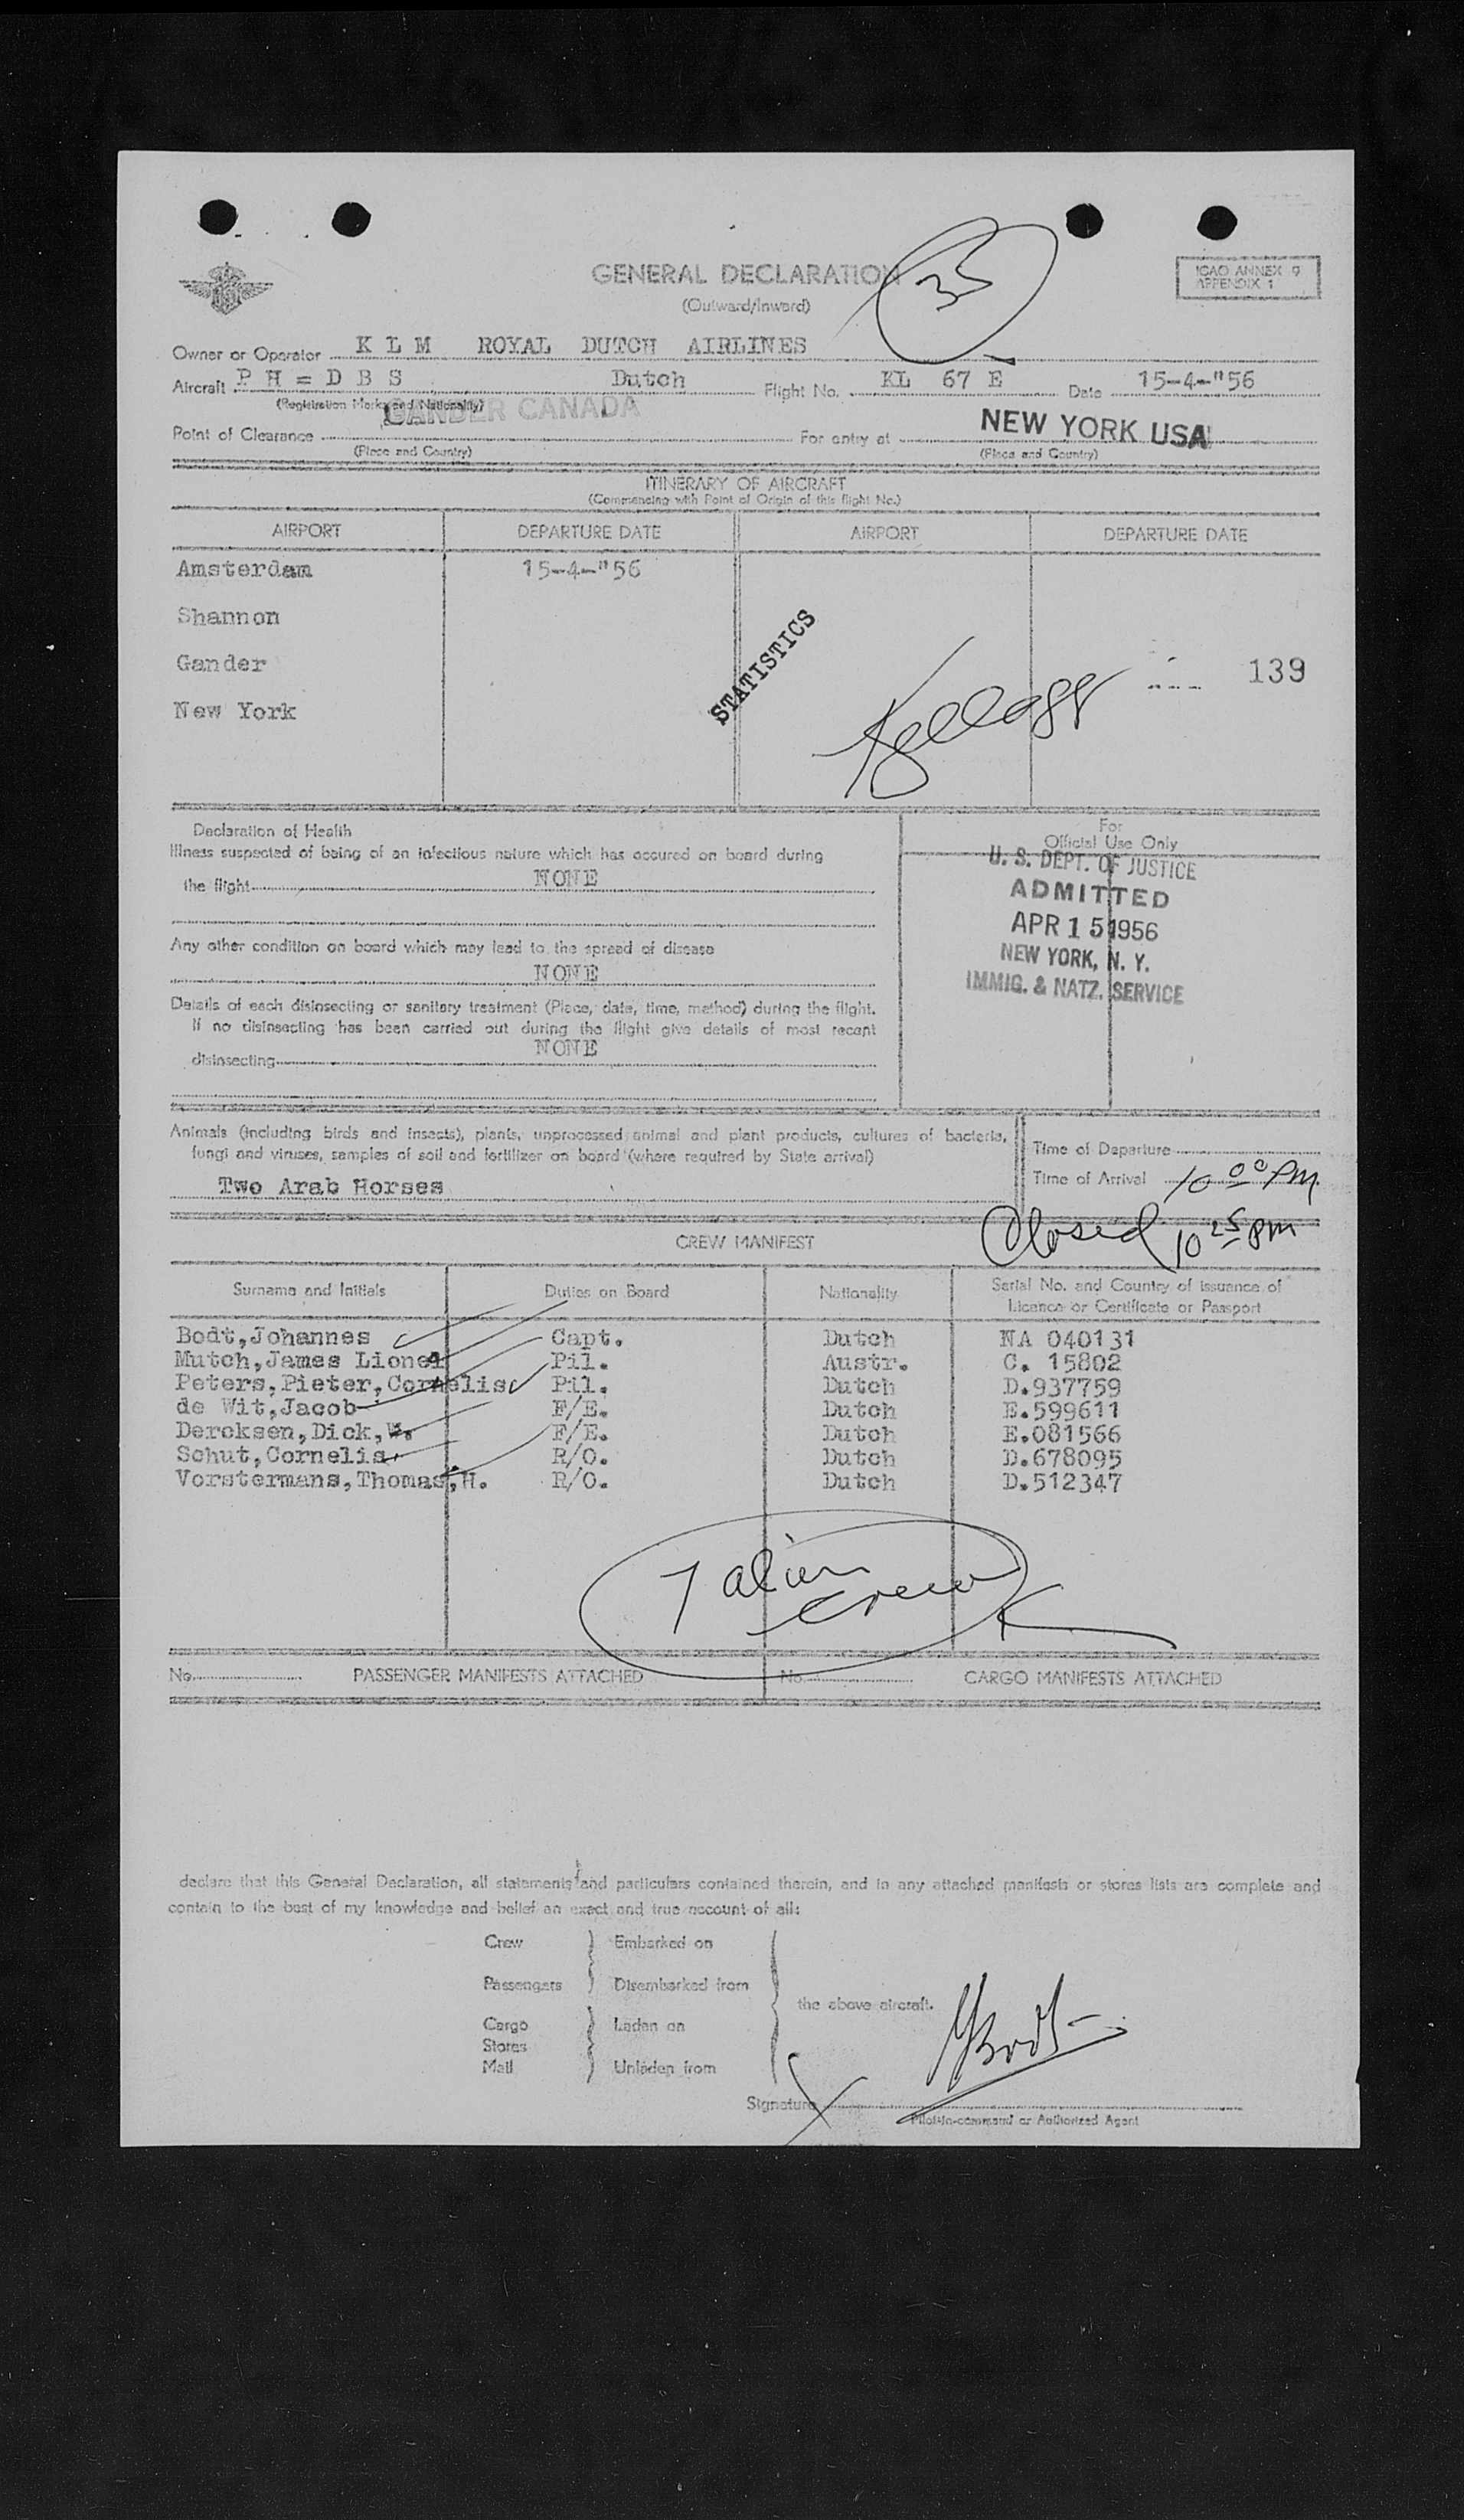 GENERAL DECLARATION
(Outward/Inward)
35
ICAO ANNEX 9
APPENDIX 1
Owner or Operator K L M ROYAL DUTCH AIRLINES
Aircraft P H = D B S Dutch Flight No. KL 67 E Date 15-4-"56
(Registration Marks and Nationality)
GANDER CANADA
Point of Clearance For entry at NEW YORK USA
(Place and Country) (Place and Country)
ITINERARY OF AIRCRAFT
(Commencing with Point of Origin of this flight No.)
AIRPORT DEPARTURE DATE AIRPORT DEPARTURE DATE
Amsterdam 15-4-"56
Shannon
STATISTICS
Gander
139
Kellogg
New York
Declaration of Health
Illness suspected of being of an infectious nature which has occured on board during
the flight NONE
Any other condition on board which may lead to the spread of disease
NONE
Details of each disinsecting or sanitary treatment (Place, date, time, method) during the flight.
If no disinsecting has been carried out during the flight give details of most recent
NONE
disinsecting
For
Official Use Only
U. S. DEPT. OF JUSTICE
ADMITTED
APR 15 1956
NEW YORK, N. Y.
IMMIG. & NATZ. SERVICE
Animals (including birds and insects), plants, unprocessed animal and plant products, cultures of bacteria,
fungi and viruses, samples of soil and fertilizer on board (where required by State arrival)
Two Arab Horses
Time of Departure
Time of Arrival 10 00 PM
Closed 10 25 PM
CREW MANIFEST
Surname and Initials Duties on Board Nationality Serial No. and Country of Issuance of
Licence or Certificate or Passport
Bodt,Johannes Capt. Dutch NA 040131
Mutch,James Lionel Pil. Austr. C. 15802
Peters,Pieter,Cornelis Pil. Dutch D.937759
de Wit,Jacob F/E. Dutch E.599611
Dercksen,Dick,W. F/E. Dutch E.081566
Schut,Cornelis R/O. Dutch D.678095
Vorstermans,Thomas,H. R/O. Dutch D.512347
7 alien
crew
K
No. PASSENGER MANIFESTS ATTACHED No. CARGO MANIFESTS ATTACHED
declare that this General Declaration, all statements and particulars contained therein, and in any attached manifests or stores lists are complete and
contain to the best of my knowledge and belief an exact and true account of all:
Crew Embarked on
Passengers Disembarked from
the above aircraft.
Cargo Laden on
Stores
Mail Unladen from
Bodt
Signature
Pilot-in-command or Authorized Agent